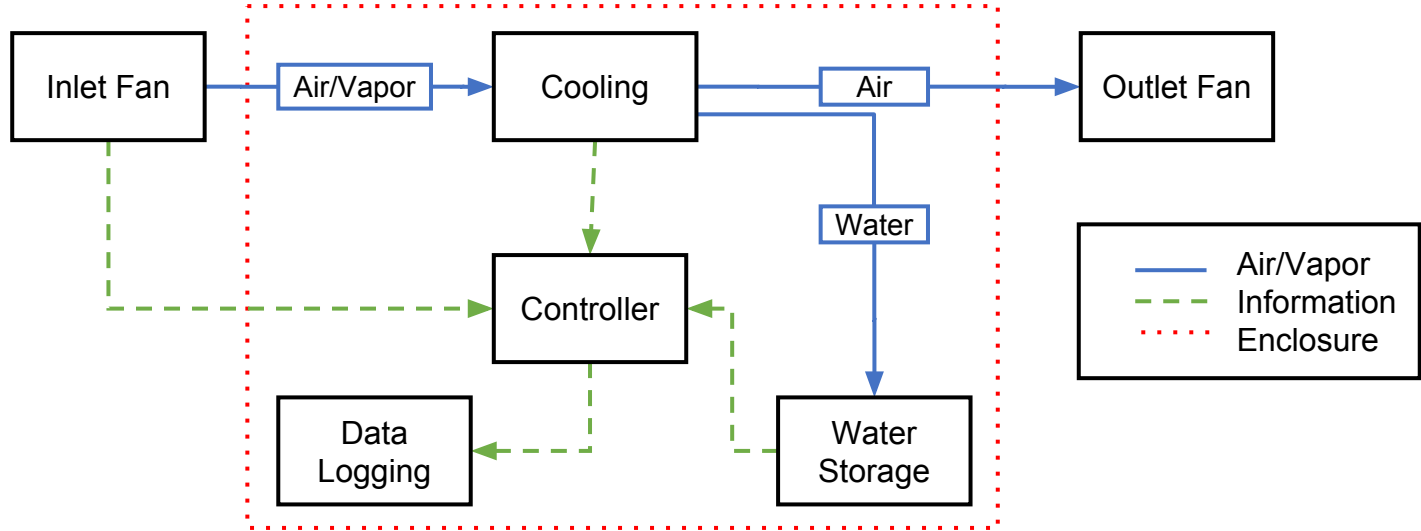 Inlet Fan
Air/Vapor
Cooling
Air
Outlet Fan
Water
Controller
Data
Logging
Water
Storage
Air/Vapor
Information
Enclosure